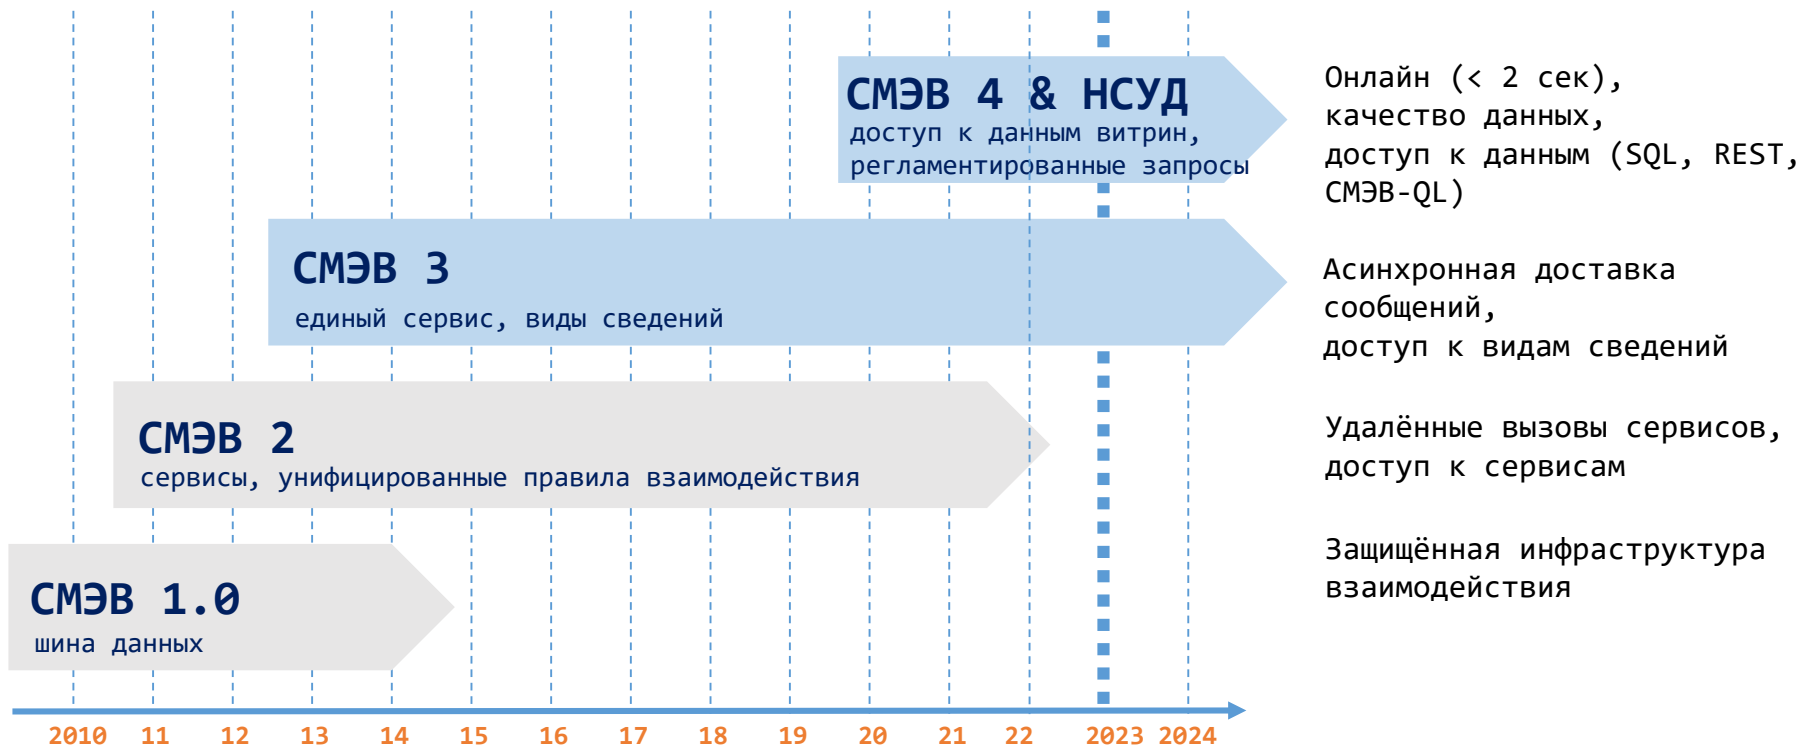 СМЭВ 4 & НСУД
доступ к данным витрин,
регламентированные запросы
Онлайн (< 2 сек),
качество данных,
доступ к данным (SQL, REST,
СМЭВ-QL)
СМЭВ 3
единый сервис, виды сведений
Асинхронная доставка
сообщений,
доступ к видам сведений
СМЭВ 2
сервисы, унифицированные правила взаимодействия
Удалённые вызовы сервисов,
доступ к сервисам
СМЭВ 1.0
шина данных
Защищённая инфраструктура
взаимодействия
2010 11 12 13 14 15 16 17 18 19 20 21 22 2023 2024